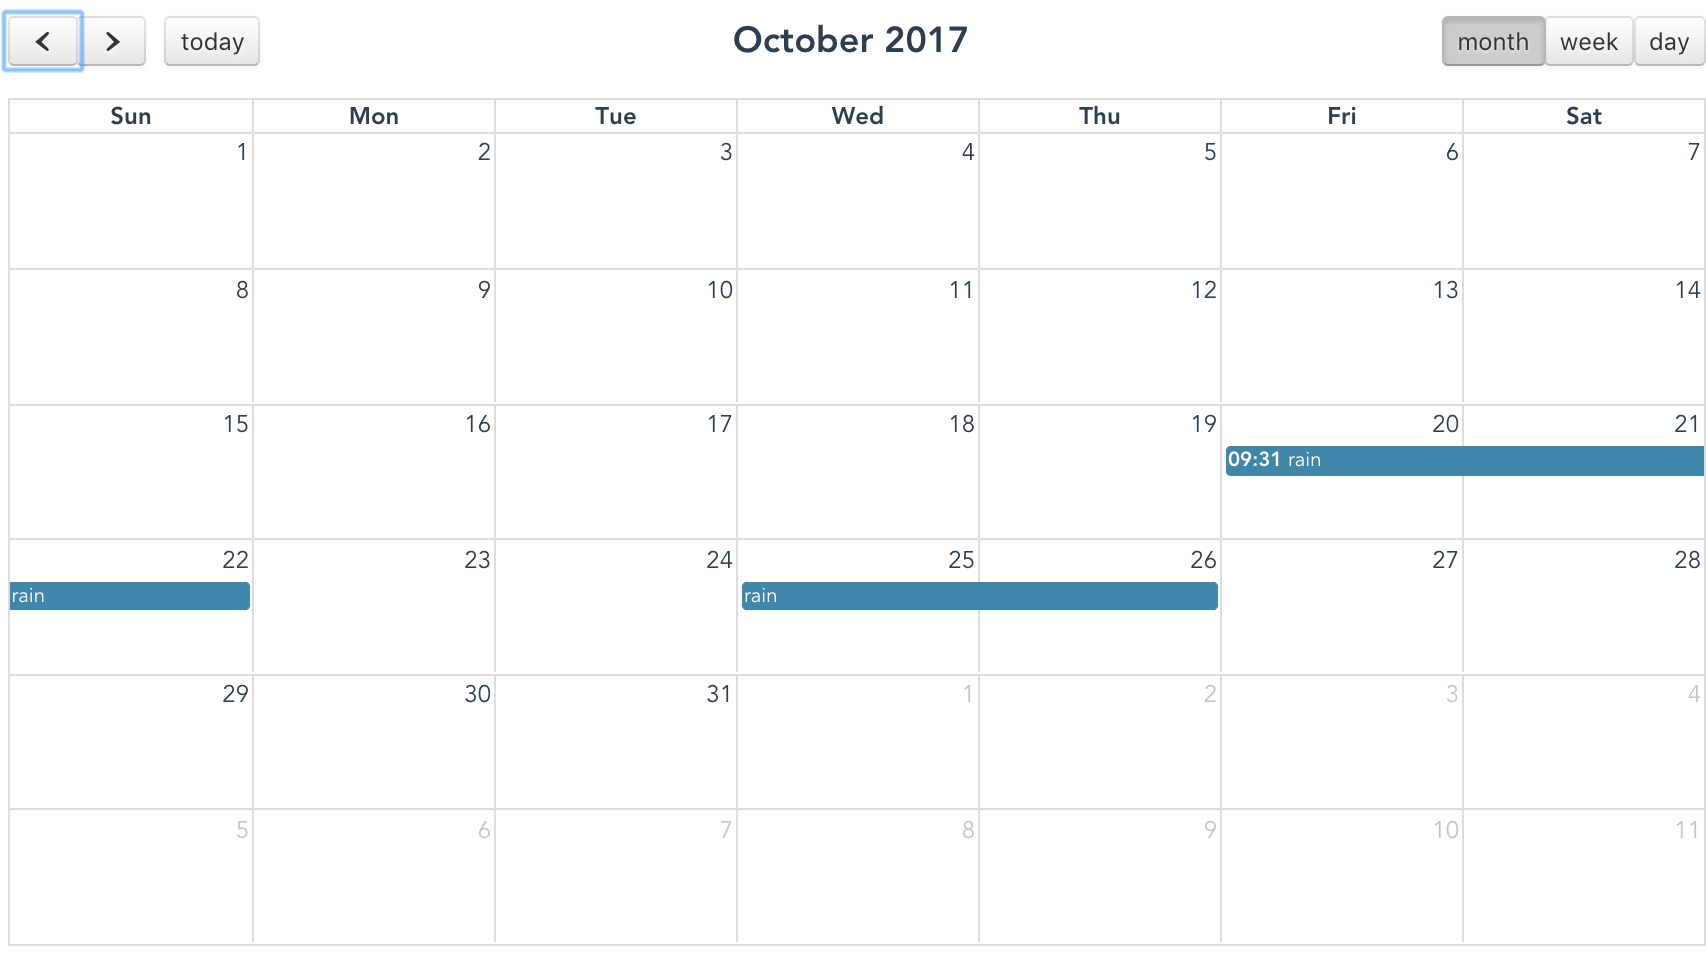 < > today October 2017 month week day
Sun Mon Tue Wed Thu Fri Sat
1 2 3 4 5 6 7
8 9 10 11 12 13 14
15 16 17 18 19 20 21
09:31 rain
22 23 24 25 26 27 28
rain rain
29 30 31 1 2 3 4
5 6 7 8 9 10 11